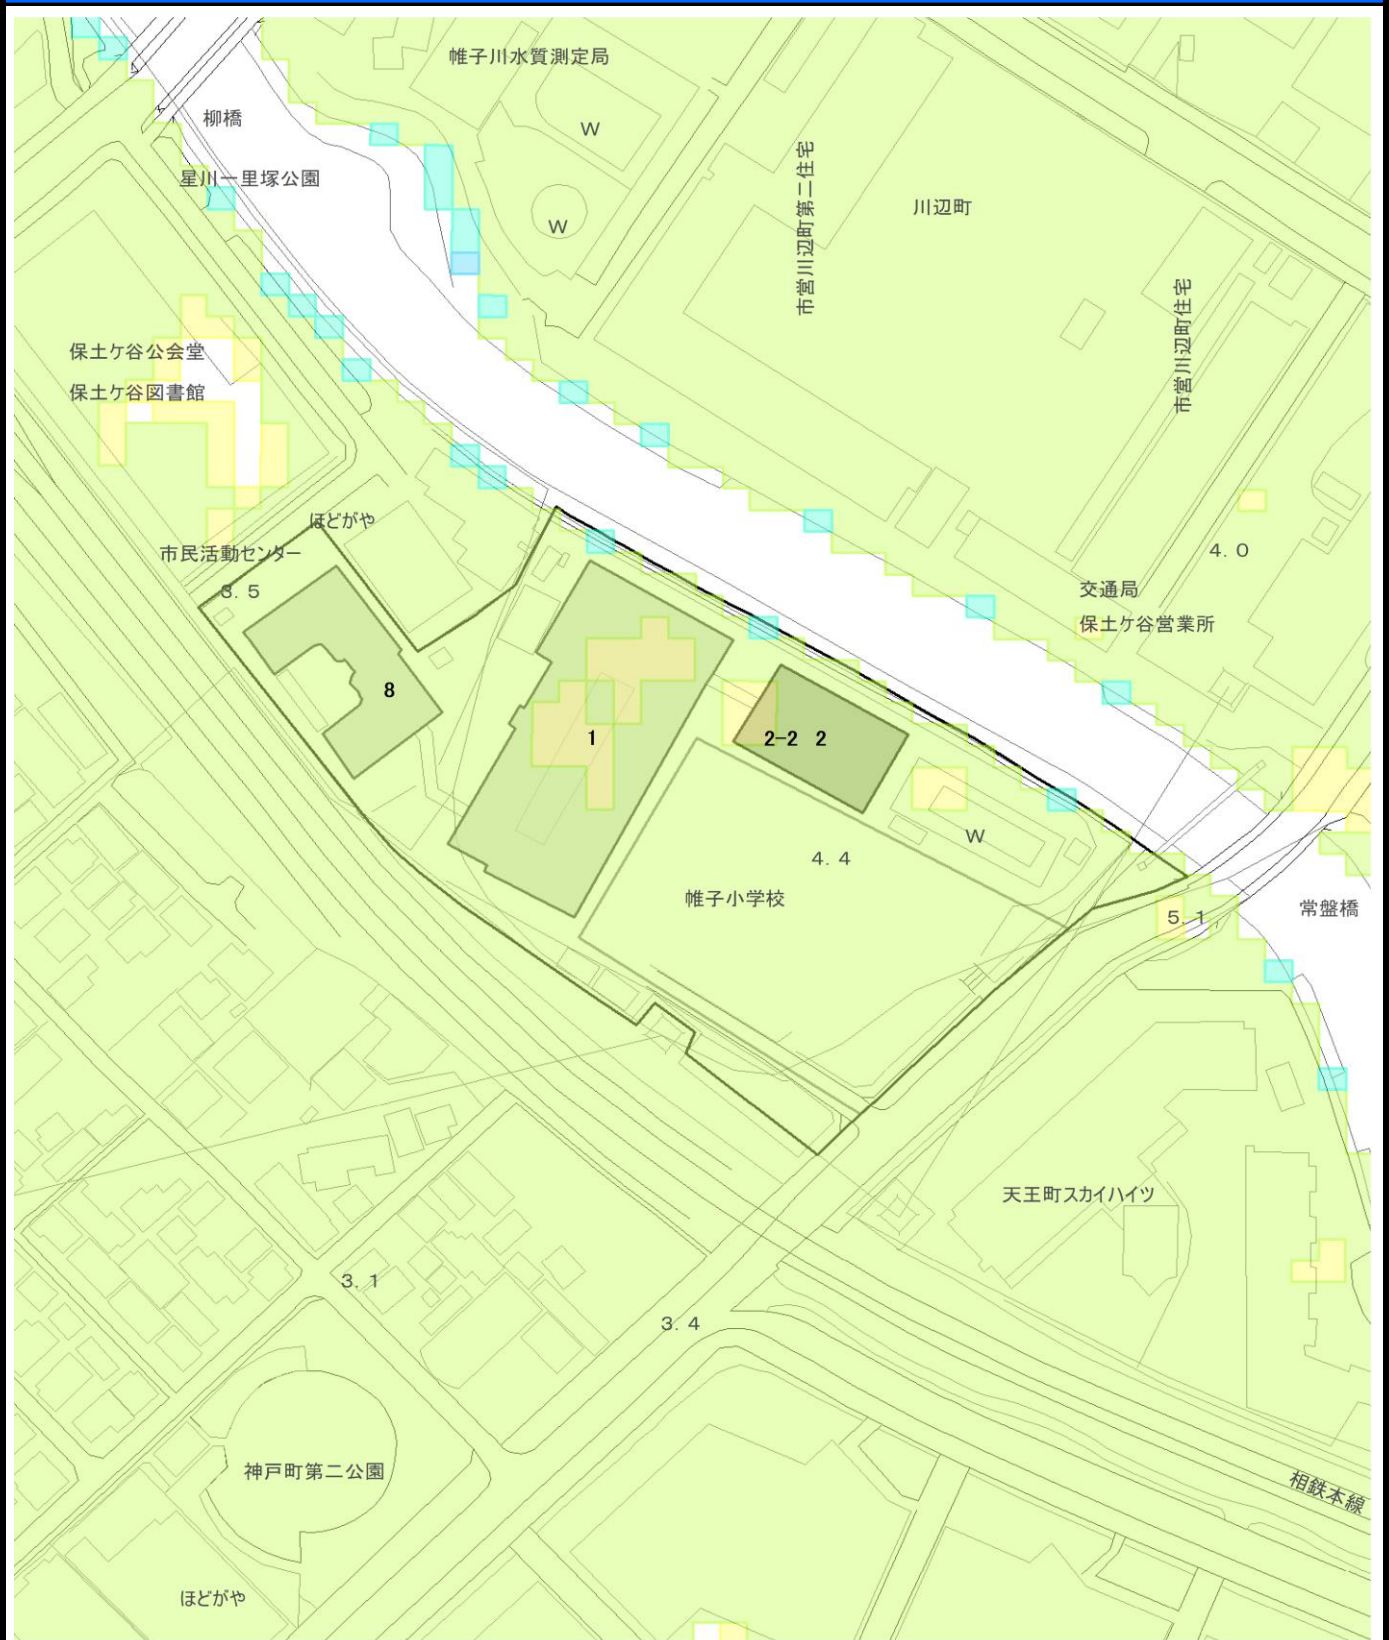 帷子川水質測定局
柳橋
W
星川一里塚公園
市営川辺町第二住宅
川辺町
W
市営川辺町住宅
保土ケ谷公会堂
保土ケ谷図書館
ほどがや
市民活動センター
3.5
4.0
交通局
保土ケ谷営業所
8
1
2-2 2
W
4.4
帷子小学校
5.1
常盤橋
天王町スカイハイツ
3.1
3.4
神戸町第二公園
相鉄本線
ほどがや